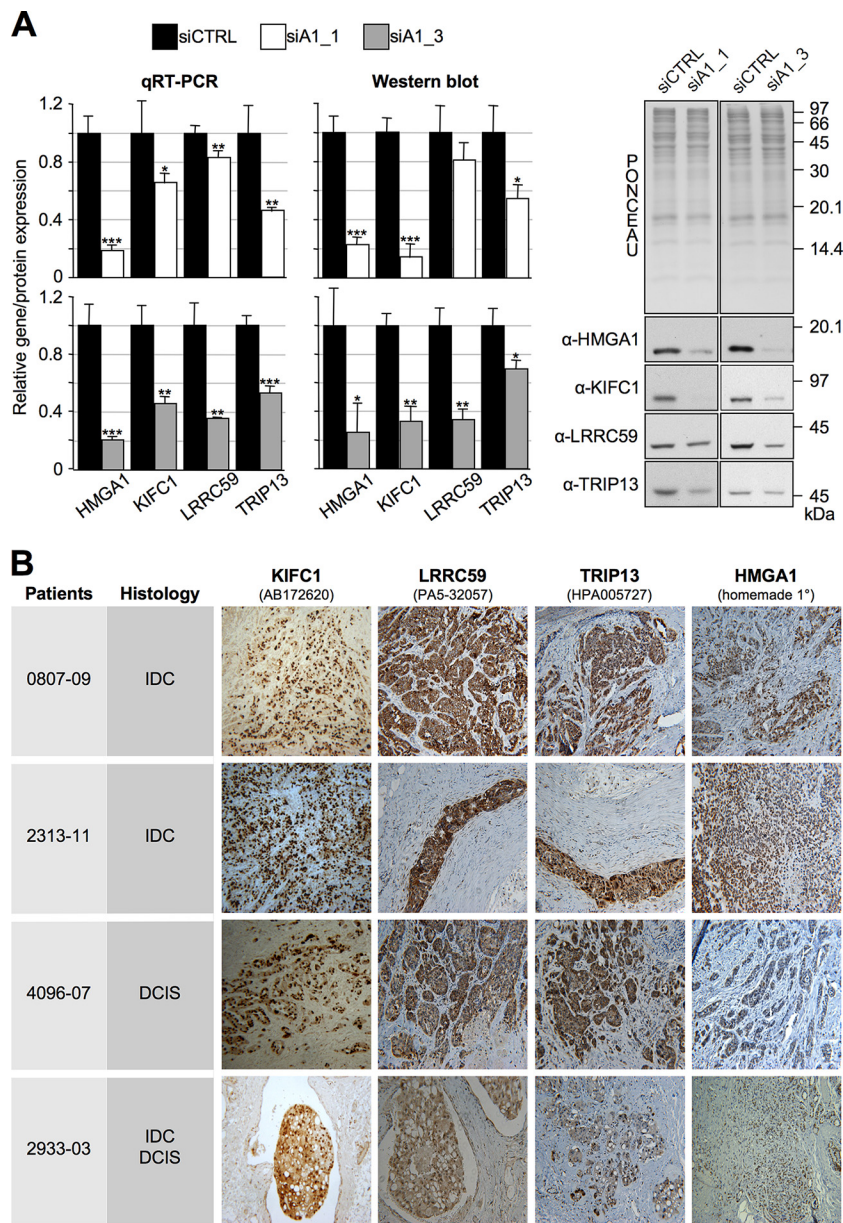 A
siCTRL siA1_1 siA1_3
qRT-PCR
Western blot
Relative gene/protein expression
1.2
0.8
0.4
0
***
*
**
**
***
***
*
1.2
0.8
0.4
0
***
**
**
***
*
**
**
*
HMGA1 KIFC1 LRRC59 TRIP13
HMGA1 KIFC1 LRRC59 TRIP13
siCTRL siA1_1 siCTRL siA1_3
PONCEAU
97
66
45
30
20.1
14.4
α-HMGA1
20.1
α-KIFC1
97
α-LRRC59
45
α-TRIP13
45
kDa
B
Patients Histology
KIFC1
(AB172620)
LRRC59
(PA5-32057)
TRIP13
(HPA005727)
HMGA1
(homemade 1°)
0807-09 IDC
2313-11 IDC
4096-07 DCIS
2933-03 IDC
DCIS